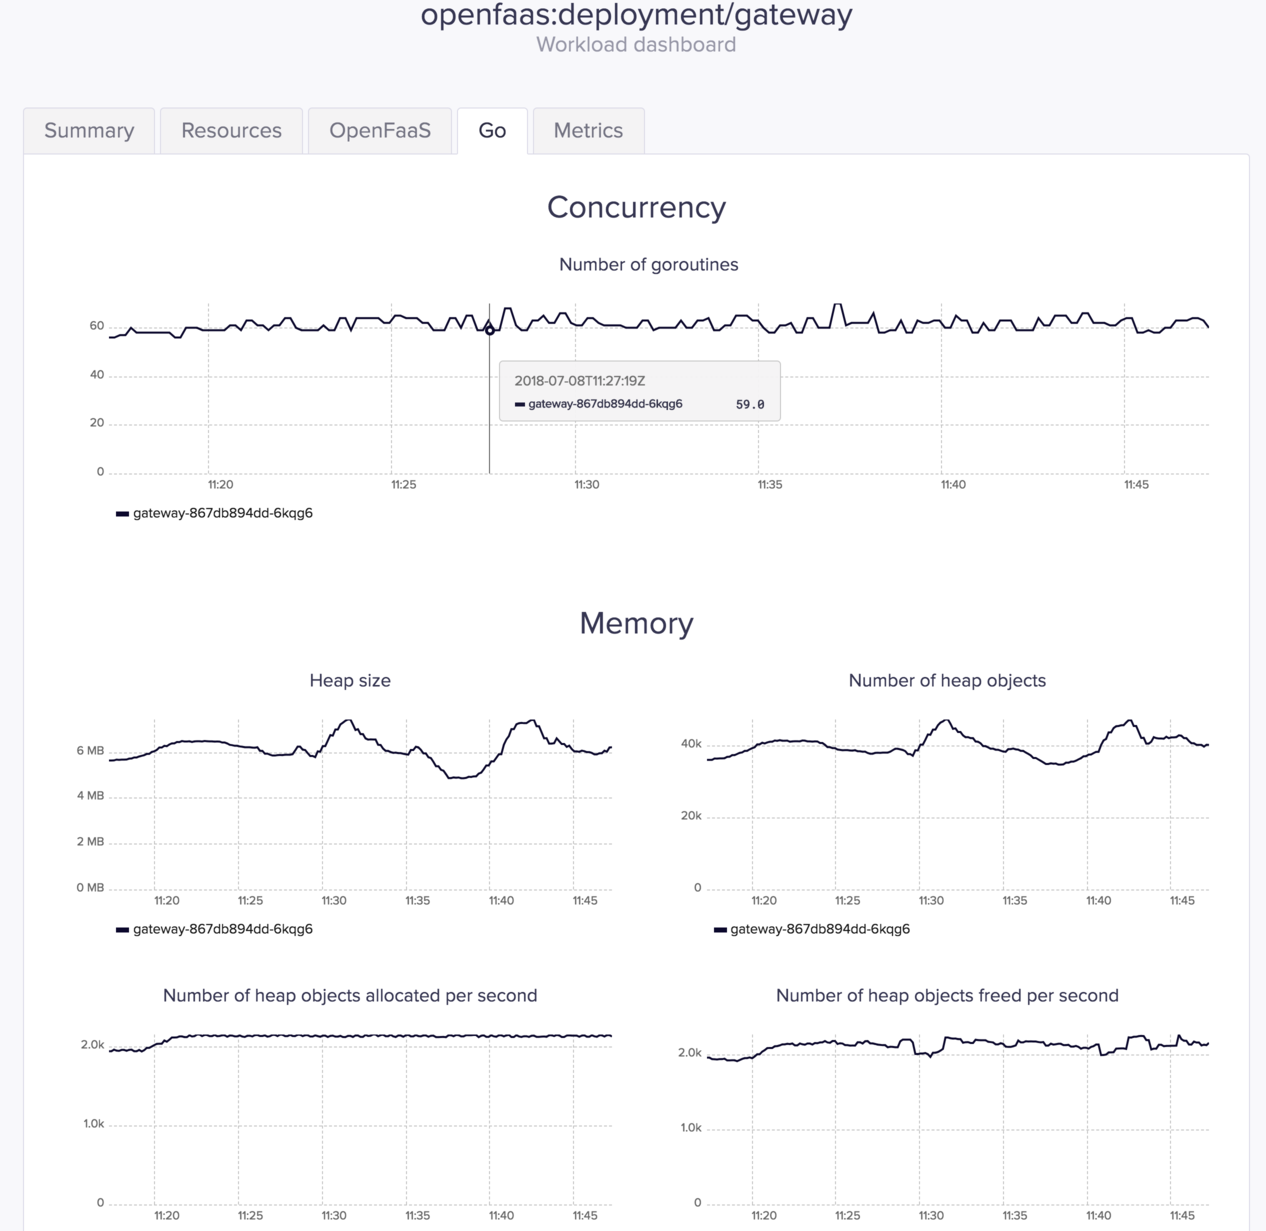 openfaas:deployment/gateway
Workload dashboard
Summary Resources OpenFaaS Go Metrics
Concurrency
Number of goroutines
60
40
20
0
2018-07-08T11:27:19Z
gateway-867db894dd-6kqg6 59.0
11:20 11:25 11:30 11:35 11:40 11:45
gateway-867db894dd-6kqg6
Memory
Heap size
6 MB
4 MB
2 MB
0 MB
11:20 11:25 11:30 11:35 11:40 11:45
gateway-867db894dd-6kqg6
Number of heap objects
40k
20k
0
11:20 11:25 11:30 11:35 11:40 11:45
gateway-867db894dd-6kqg6
Number of heap objects allocated per second
2.0k
1.0k
0
11:20 11:25 11:30 11:35 11:40 11:45
Number of heap objects freed per second
2.0k
1.0k
0
11:20 11:25 11:30 11:35 11:40 11:45